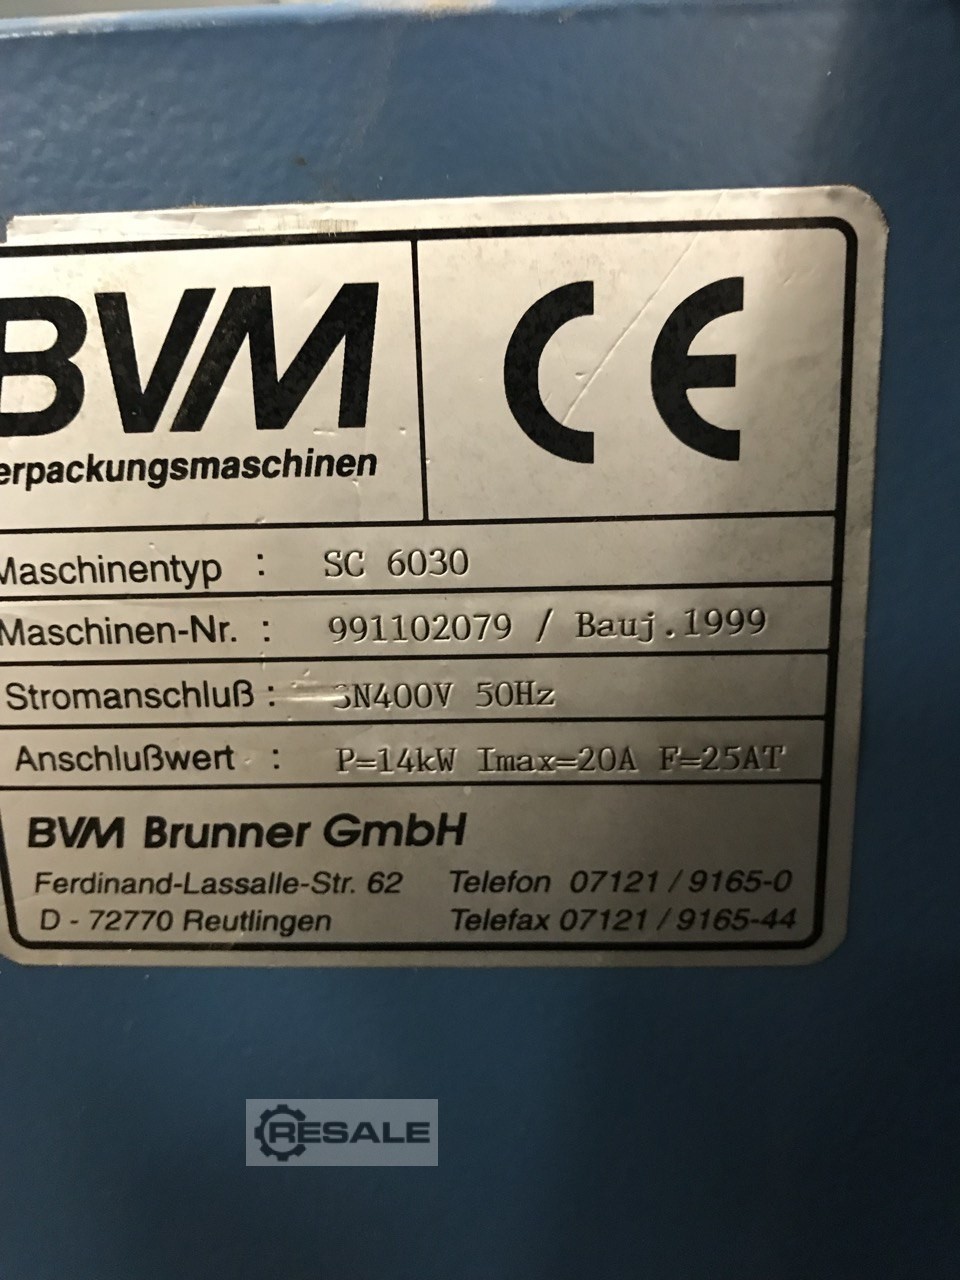 BVM
erpackungsmaschinen
CE
Maschinentyp : SC 6030
Maschinen-Nr. : 991102079 / Bauj.1999
Stromanschluß : 3N400V 50Hz
Anschlußwert : P=14kW Imax=20A F=25AT
BVM Brunner GmbH
Ferdinand-Lassalle-Str. 62 Telefon 07121 / 9165-0
D - 72770 Reutlingen Telefax 07121 / 9165-44
RESALE